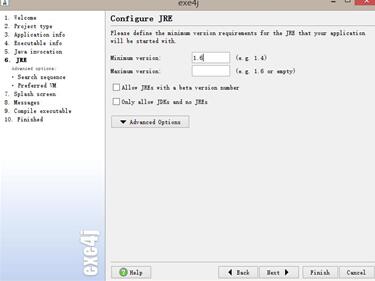 exe4j
1. Welcome
2. Project type
3. Application info
4. Executable info
5. Java invocation
6. JRE
Advanced options:
• Search sequence
• Preferred VM
7. Splash screen
8. Messages
9. Compile executable
10. Finished
exe4j
Configure JRE
Please define the minimum version requirements for the JRE that your application
will be started with.
Minimum version: 1.6 (e.g. 1.4)
Maximum version: (e.g. 1.6 or empty)
Allow JREs with a beta version number
Only allow JDKs and no JREs
Advanced Options
Help Back Next Finish Cancel